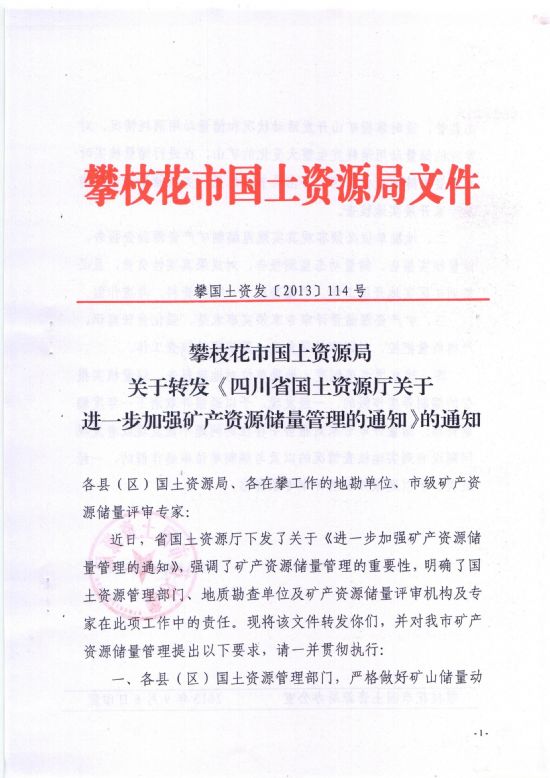 攀枝花市国土资源局文件
攀国土资发〔2013〕114号
攀枝花市国土资源局
关于转发《四川省国土资源厅关于
进一步加强矿产资源储量管理的通知》的通知
各县（区）国土资源局、各在攀工作的地勘单位、市级矿产资
源储量评审专家：
近日，省国土资源厅下发了关于《进一步加强矿产资源储
量管理的通知》，强调了矿产资源储量管理的重要性，明确了国
土资源管理部门、地质勘查单位及矿产资源储量评审机构及专
家在此项工作中的责任。现将该文件转发你们，并对我市矿产
资源储量管理提出以下要求，请一并贯彻执行：
一、各县（区）国土资源管理部门，严格做好矿山储量动
-1-